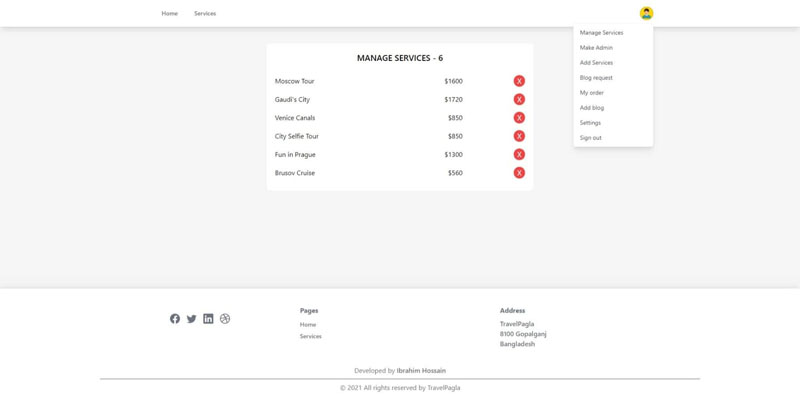 Home Services
Manage Services
Make Admin
Add Services
Blog request
My order
Add blog
Settings
Sign out
MANAGE SERVICES - 6
Moscow Tour $1600 X
Gaudi's City $1720 X
Venice Canals $850 X
City Selfie Tour $850 X
Fun in Prague $1300 X
Brusov Cruise $560 X
Pages
Home
Services
Address
TravelPagla
8100 Gopalganj
Bangladesh
Developed by Ibrahim Hossain
© 2021 All rights reserved by TravelPagla